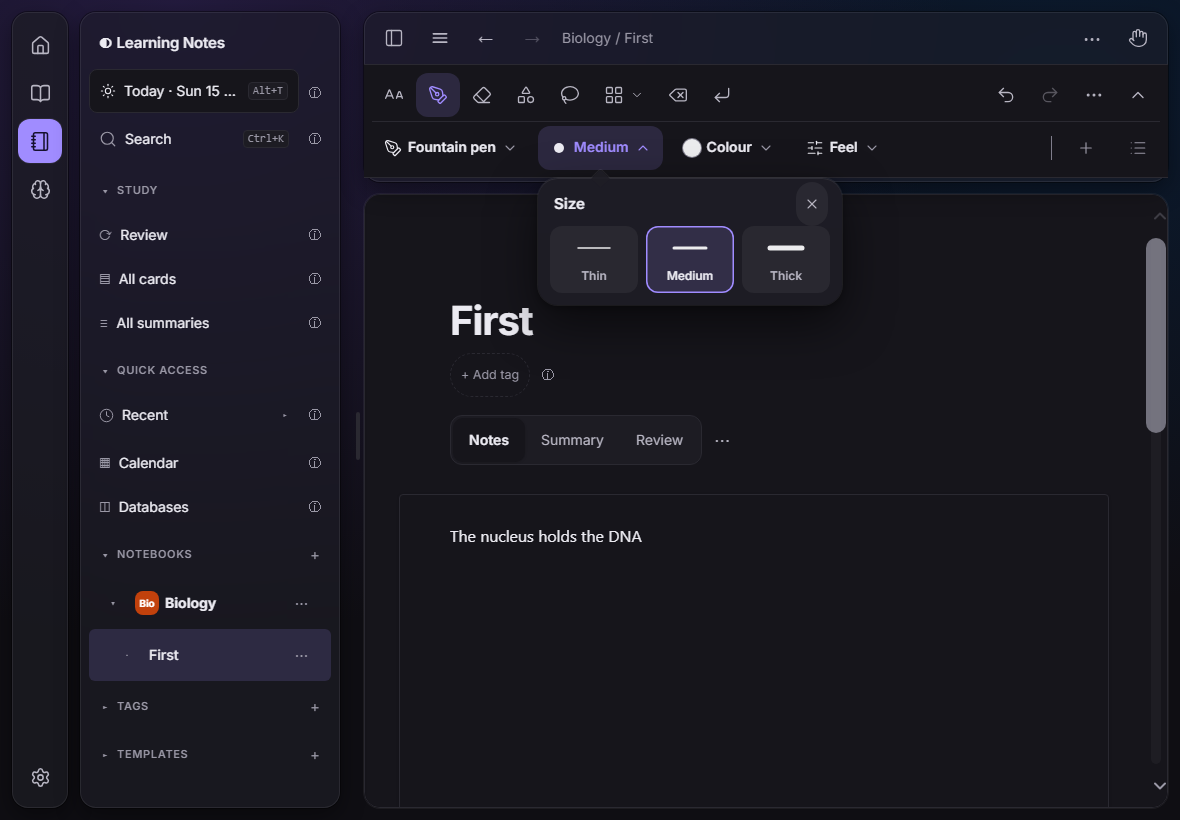 Learning Notes
Today · Sun 15 ... Alt+T
Search Ctrl+K
STUDY
Review
All cards
All summaries
QUICK ACCESS
Recent
Calendar
Databases
NOTEBOOKS
Bio Biology
First
TAGS
TEMPLATES
Biology / First
AA
Fountain pen Medium Colour Feel
Size
Thin Medium Thick
First
+ Add tag
Notes Summary Review
The nucleus holds the DNA